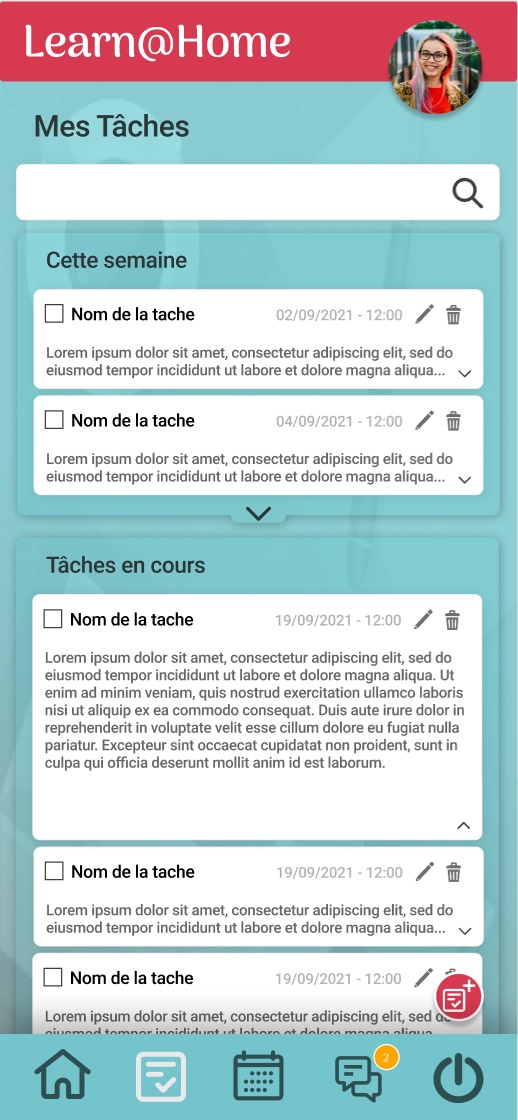 Learn@Home
Mes Tâches
Cette semaine
Nom de la tache 02/09/2021 - 12:00
Lorem ipsum dolor sit amet, consectetur adipiscing elit, sed do
eiusmod tempor incididunt ut labore et dolore magna aliqua...
Nom de la tache 04/09/2021 - 12:00
Lorem ipsum dolor sit amet, consectetur adipiscing elit, sed do
eiusmod tempor incididunt ut labore et dolore magna aliqua...
Tâches en cours
Nom de la tache 19/09/2021 - 12:00
Lorem ipsum dolor sit amet, consectetur adipiscing elit, sed do
eiusmod tempor incididunt ut labore et dolore magna aliqua. Ut
enim ad minim veniam, quis nostrud exercitation ullamco laboris
nisi ut aliquip ex ea commodo consequat. Duis aute irure dolor in
reprehenderit in voluptate velit esse cillum dolore eu fugiat nulla
pariatur. Excepteur sint occaecat cupidatat non proident, sunt in
culpa qui officia deserunt mollit anim id est laborum.
Nom de la tache 19/09/2021 - 12:00
Lorem ipsum dolor sit amet, consectetur adipiscing elit, sed do
eiusmod tempor incididunt ut labore et dolore magna aliqua...
Nom de la tache 19/09/2021 - 12:00
Lorem ipsum dolor sit amet, consectetur adipiscing elit, sed do
eiusmod tempor incididunt ut labore et dolore magna aliqua...
2